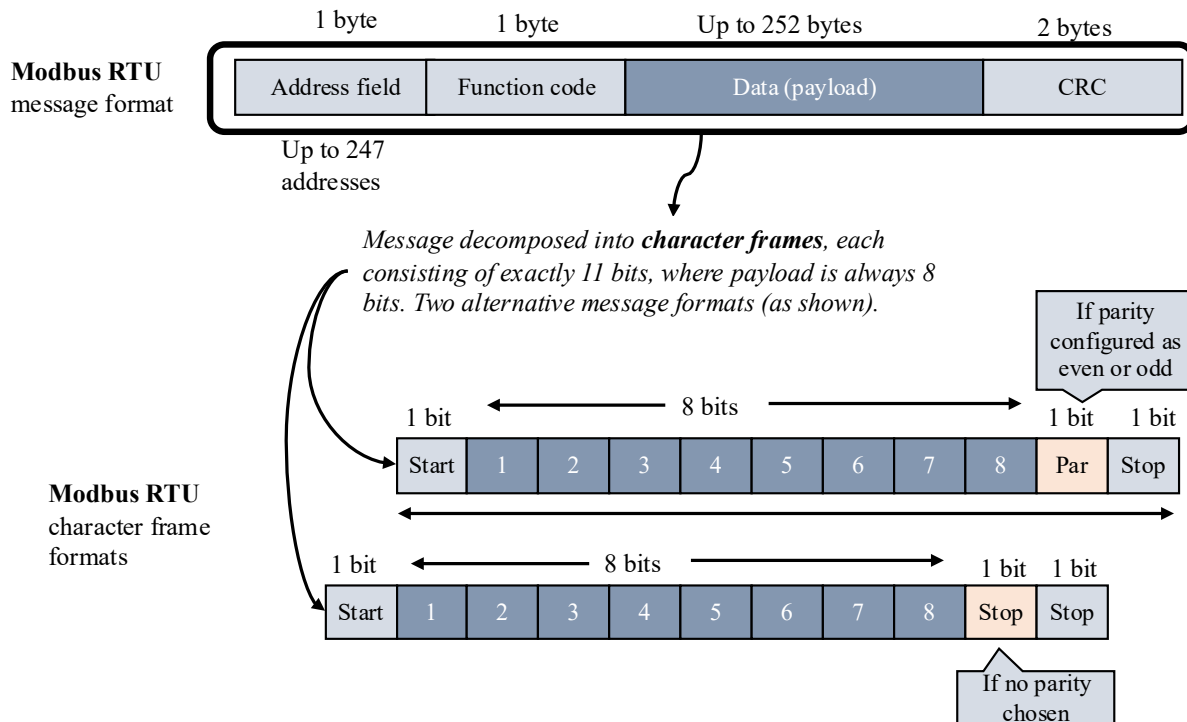 1 byte 1 byte Up to 252 bytes 2 bytes
Modbus RTU
message format
Address field Function code Data (payload) CRC
Up to 247
addresses
Message decomposed into character frames, each
consisting of exactly 11 bits, where payload is always 8
bits. Two alternative message formats (as shown).
If parity
configured as
even or odd
1 bit 8 bits 1 bit 1 bit
Start 1 2 3 4 5 6 7 8 Par Stop
Modbus RTU
character frame
formats
1 bit 8 bits 1 bit 1 bit
Start 1 2 3 4 5 6 7 8 Stop Stop
If no parity
chosen